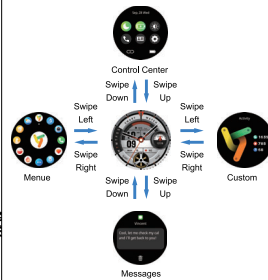 Control Center
Swipe Down
Swipe Up
Swipe Left
Swipe Left
Menue
Swipe Right
Swipe Right
Custom
Activity
Swipe Down
Swipe Up
Messages